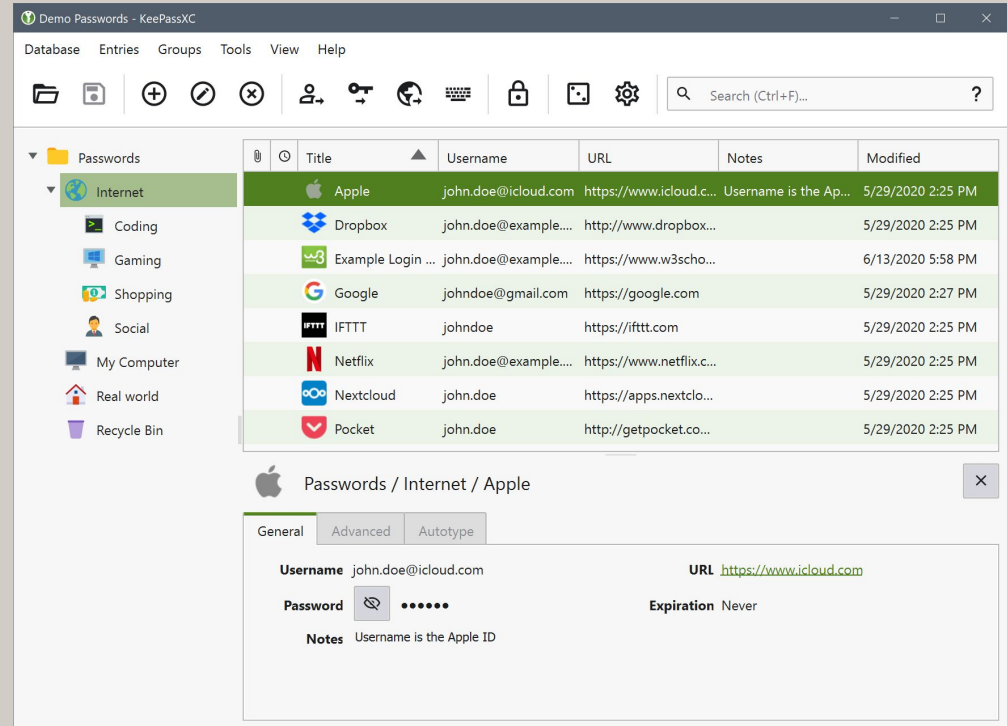 Demo Passwords - KeePassXC
Database Entries Groups Tools View Help
Search (Ctrl+F)... ?
Passwords
Internet
Coding
Gaming
Shopping
Social
My Computer
Real world
Recycle Bin
Title Username URL Notes Modified
Apple john.doe@icloud.com https://www.icloud.c... Username is the Ap... 5/29/2020 2:25 PM
Dropbox john.doe@example.... http://www.dropbox... 5/29/2020 2:25 PM
Example Login ... john.doe@example.... https://www.w3scho... 6/13/2020 5:58 PM
Google johndoe@gmail.com https://google.com 5/29/2020 2:27 PM
IFTTT IFTTT johndoe https://ifttt.com 5/29/2020 2:25 PM
Netflix john.doe@example.... https://www.netflix.c... 5/29/2020 2:25 PM
Nextcloud john.doe https://apps.nextclo... 5/29/2020 2:25 PM
Pocket john.doe http://getpocket.co... 5/29/2020 2:25 PM
Passwords / Internet / Apple
General Advanced Autotype
Username john.doe@icloud.com URL https://www.icloud.com
Password ●●●●●● Expiration Never
Notes Username is the Apple ID